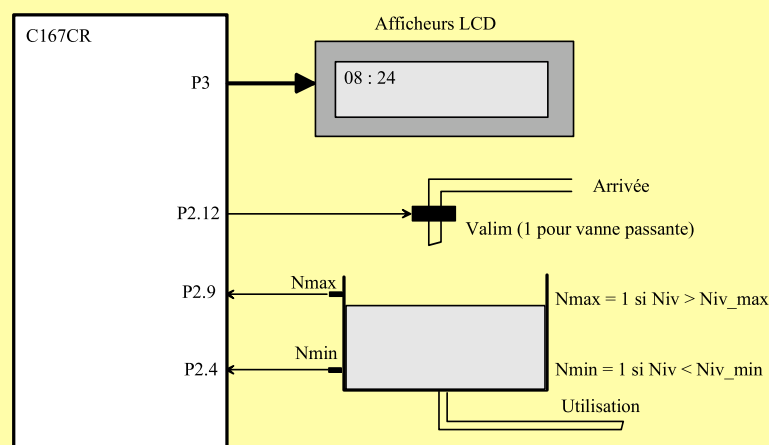 Afficheurs LCD
C167CR
P3
08 : 24
Arrivée
P2.12
Valim (1 pour vanne passante)
Nmax
P2.9
Nmax = 1 si Niv > Niv_max
Nmin
P2.4
Nmin = 1 si Niv < Niv_min
Utilisation